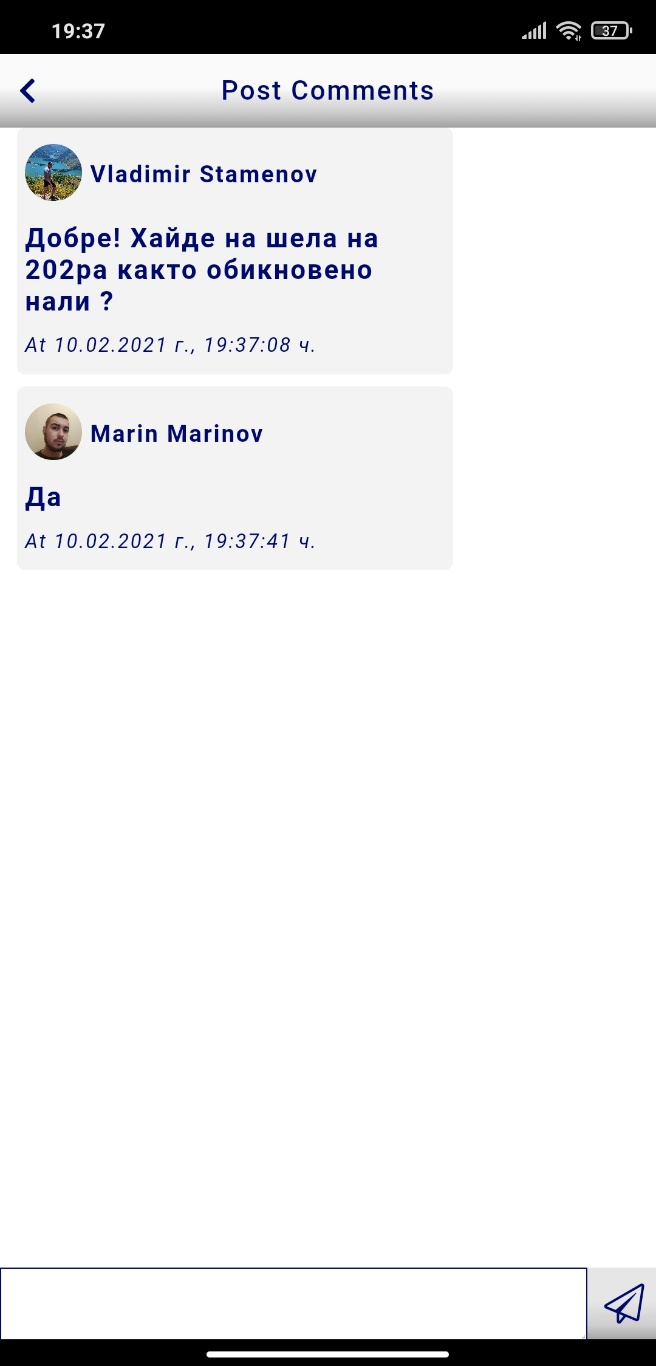 19:37
37
Post Comments
Vladimir Stamenov
Добре! Хайде на шела на
202ра както обикновено
нали ?
At 10.02.2021 г., 19:37:08 ч.
Marin Marinov
Да
At 10.02.2021 г., 19:37:41 ч.